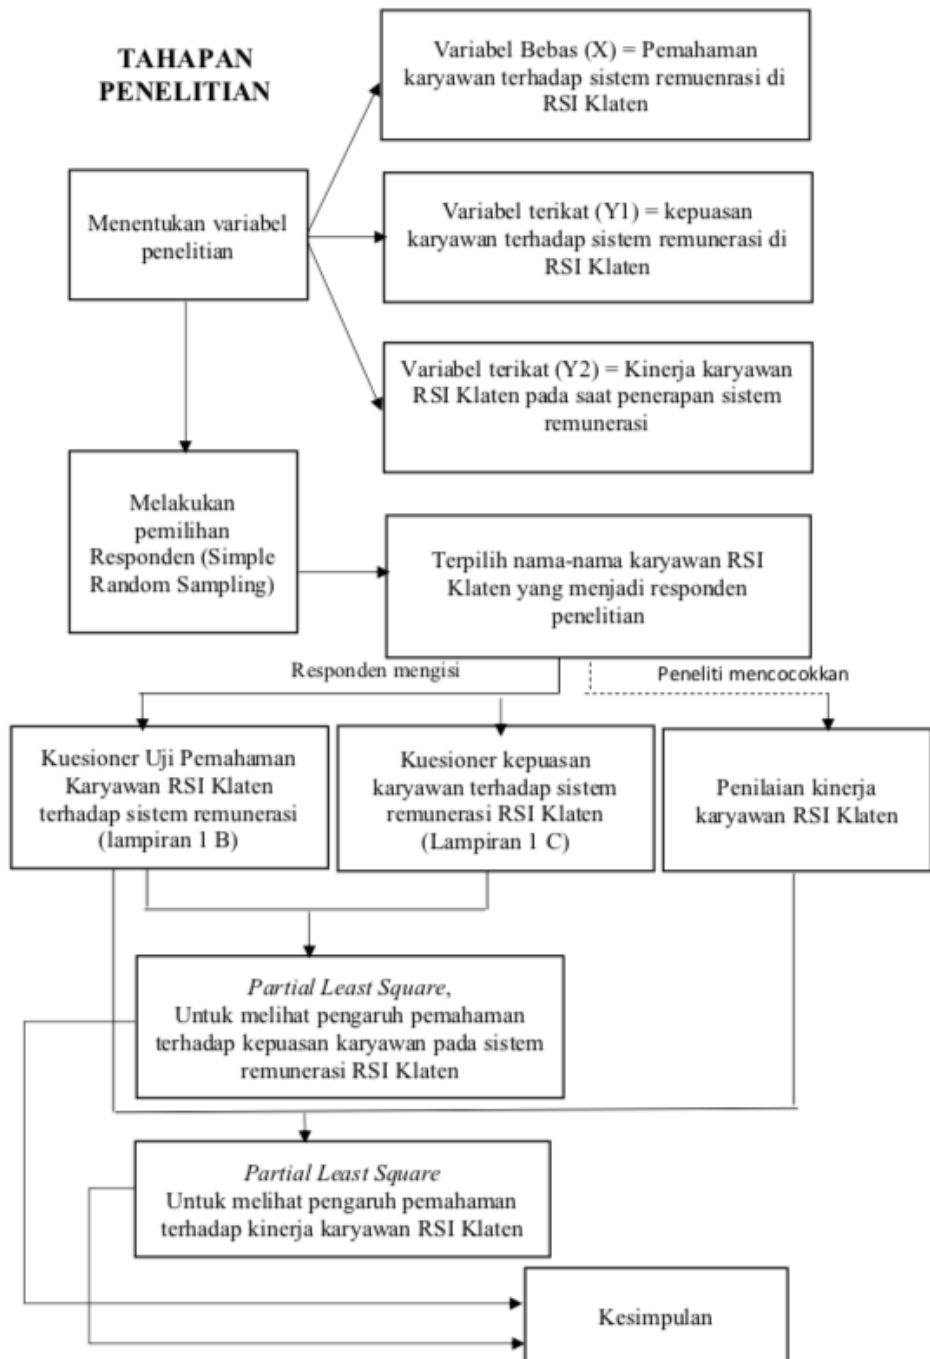 TAHAPAN
PENELITIAN
Variabel Bebas (X) = Pemahaman
karyawan terhadap sistem remuenrasi di
RSI Klaten
Menentukan variabel
penelitian
Variabel terikat (Y1) = kepuasan
karyawan terhadap sistem remunerasi di
RSI Klaten
Variabel terikat (Y2) = Kinerja karyawan
RSI Klaten pada saat penerapan sistem
remunerasi
Melakukan
pemilihan
Responden (Simple
Random Sampling)
Terpilih nama-nama karyawan RSI
Klaten yang menjadi responden
penelitian
Responden mengisi
Peneliti mencocokkan
Kuesioner Uji Pemahaman
Karyawan RSI Klaten
terhadap sistem remunerasi
(lampiran 1 B)
Kuesioner kepuasan
karyawan terhadap sistem
remunerasi RSI Klaten
(Lampiran 1 C)
Penilaian kinerja
karyawan RSI Klaten
Partial Least Square,
Untuk melihat pengaruh pemahaman
terhadap kepuasan karyawan pada sistem
remunerasi RSI Klaten
Partial Least Square
Untuk melihat pengaruh pemahaman
terhadap kinerja karyawan RSI Klaten
Kesimpulan